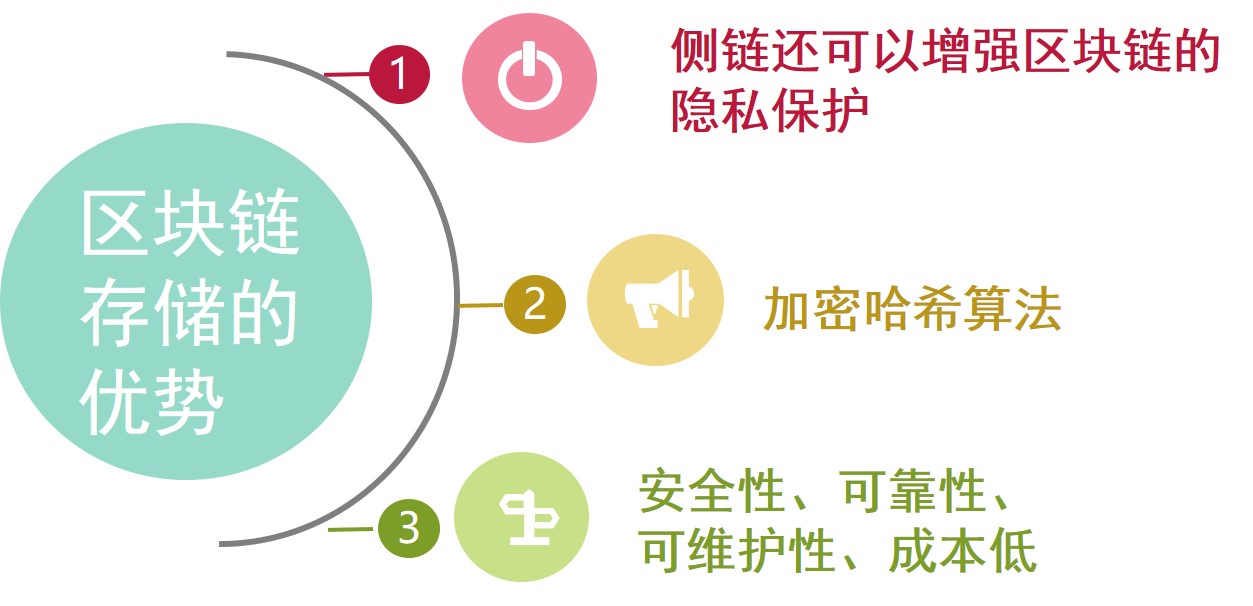 区块链
存储的
优势
1
侧链还可以增强区块链的
隐私保护
2
加密哈希算法
3
安全性、可靠性、
可维护性、成本低